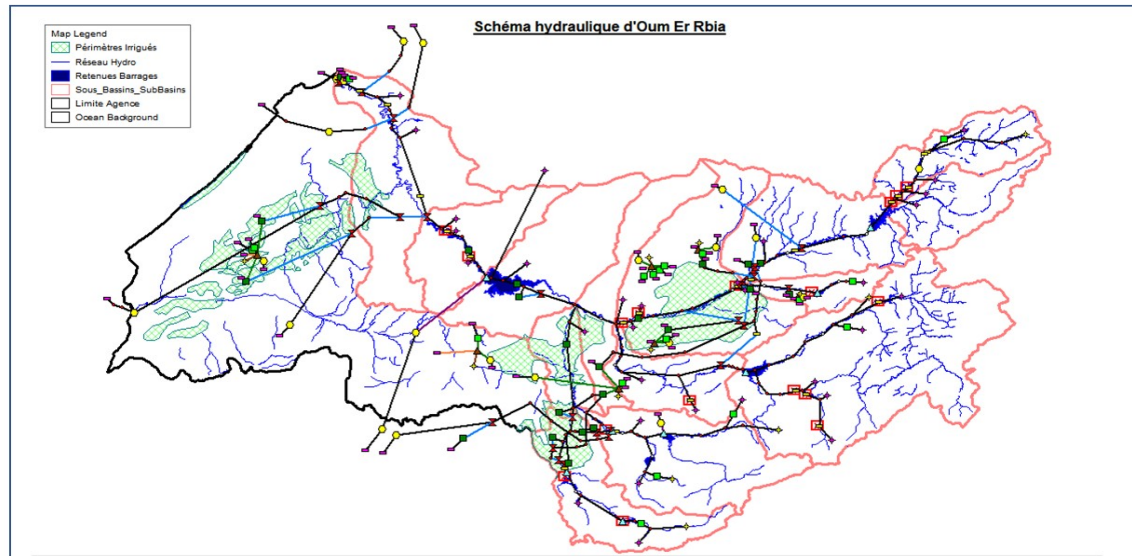 Schéma hydraulique d'Oum Er Rbia
Map Legend
Périmètres Irrigués
Réseau Hydro
Retenues Barrages
Sous_Bassins_SubBasins
Limite Agence
Ocean Background